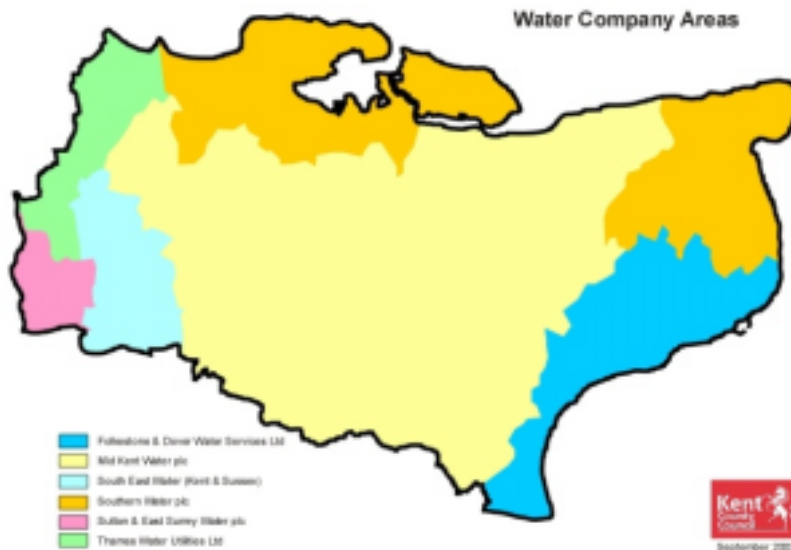 Water Company Areas
Folkestone & Dover Water Services Ltd
Mid Kent Water plc
South East Water (Kent & Sussex)
Southern Water plc
Sutton & East Surrey Water plc
Thames Water Utilities Ltd
Kent
County
Council
September